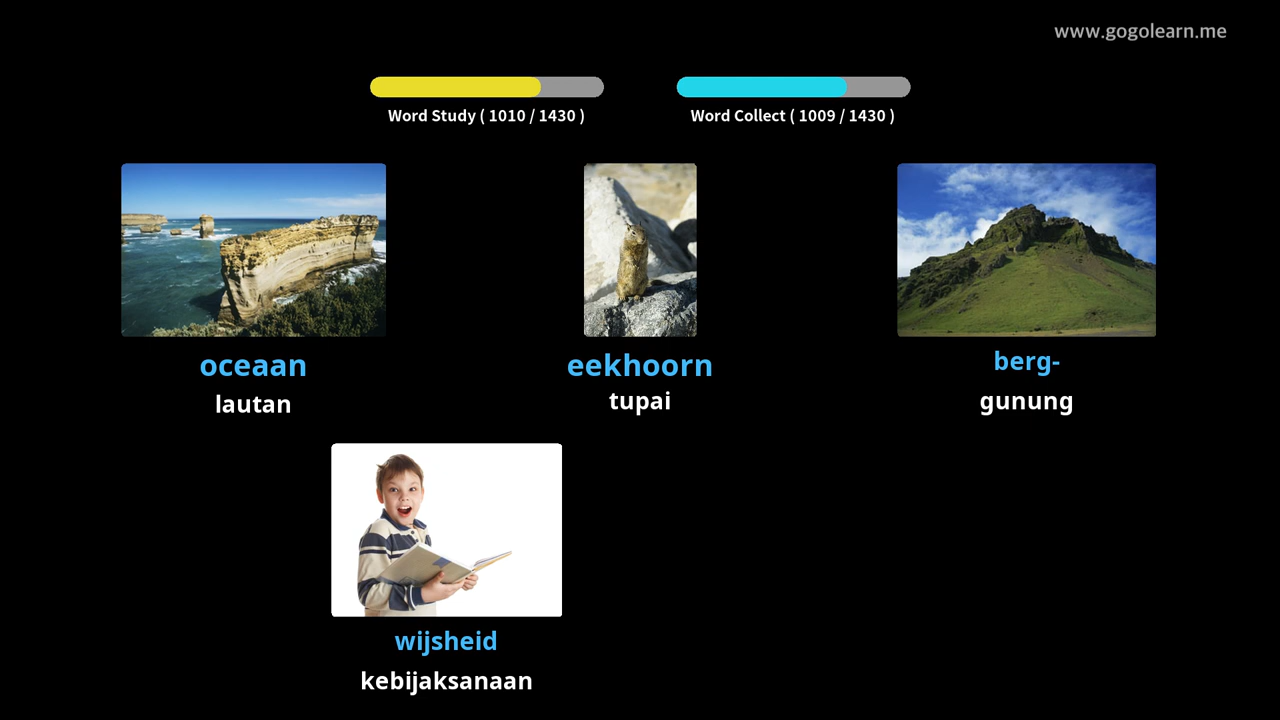 www.gogolearn.me
Word Study ( 1010 / 1430 )
Word Collect ( 1009 / 1430 )
oceaan
lautan
eekhoorn
tupai
berg-
gunung
wijsheid
kebijaksanaan